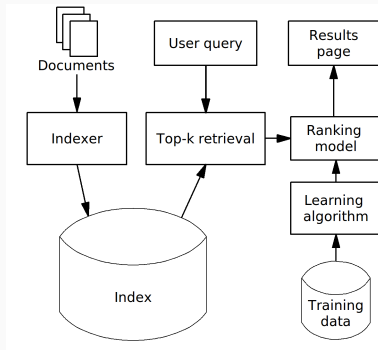 Documents
User query
Results
page
Indexer
Top-k retrieval
Ranking
model
Learning
algorithm
Index
Training
data